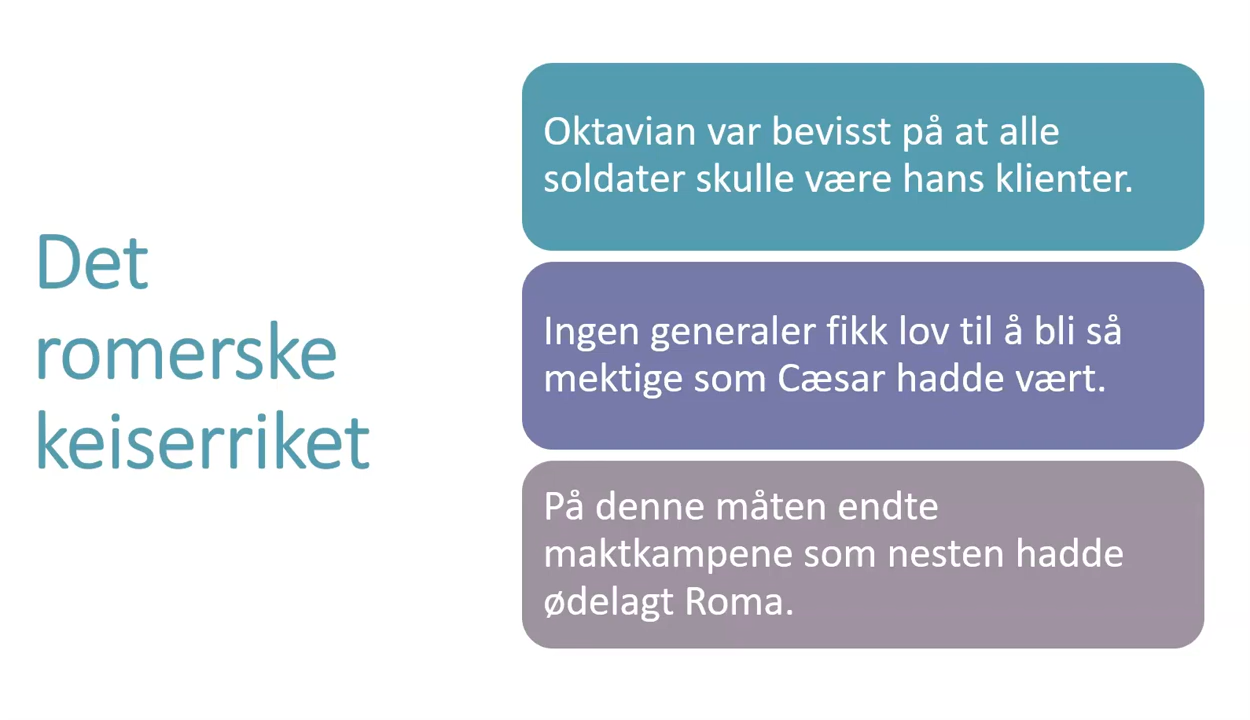 Det
romerske
keiserriket
Oktavian var bevisst på at alle
soldater skulle være hans klienter.
Ingen generaler fikk lov til å bli så
mektige som Cæsar hadde vært.
På denne måten endte
maktkampene som nesten hadde
ødelagt Roma.